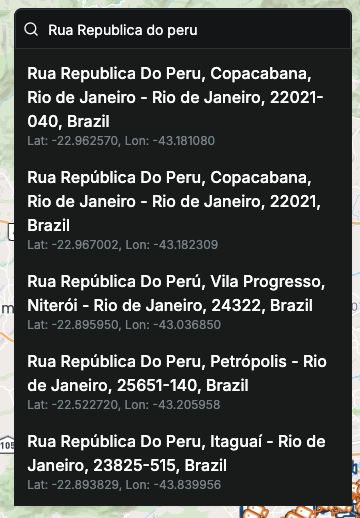 Rua Republica do peru
Rua Republica Do Peru, Copacabana,
Rio de Janeiro - Rio de Janeiro, 22021-
040, Brazil
Lat: -22.962570, Lon: -43.181080
Rua República Do Peru, Copacabana,
Rio de Janeiro - Rio de Janeiro, 22021,
Brazil
Lat: -22.967002, Lon: -43.182309
Rua República Do Perú, Vila Progresso,
Niterói - Rio de Janeiro, 24322, Brazil
Lat: -22.895950, Lon: -43.036850
Rua República Do Peru, Petrópolis - Rio
de Janeiro, 25651-140, Brazil
Lat: -22.522720, Lon: -43.205958
Rua República Do Peru, Itaguaí - Rio de
Janeiro, 23825-515, Brazil
Lat: -22.893829, Lon: -43.839956